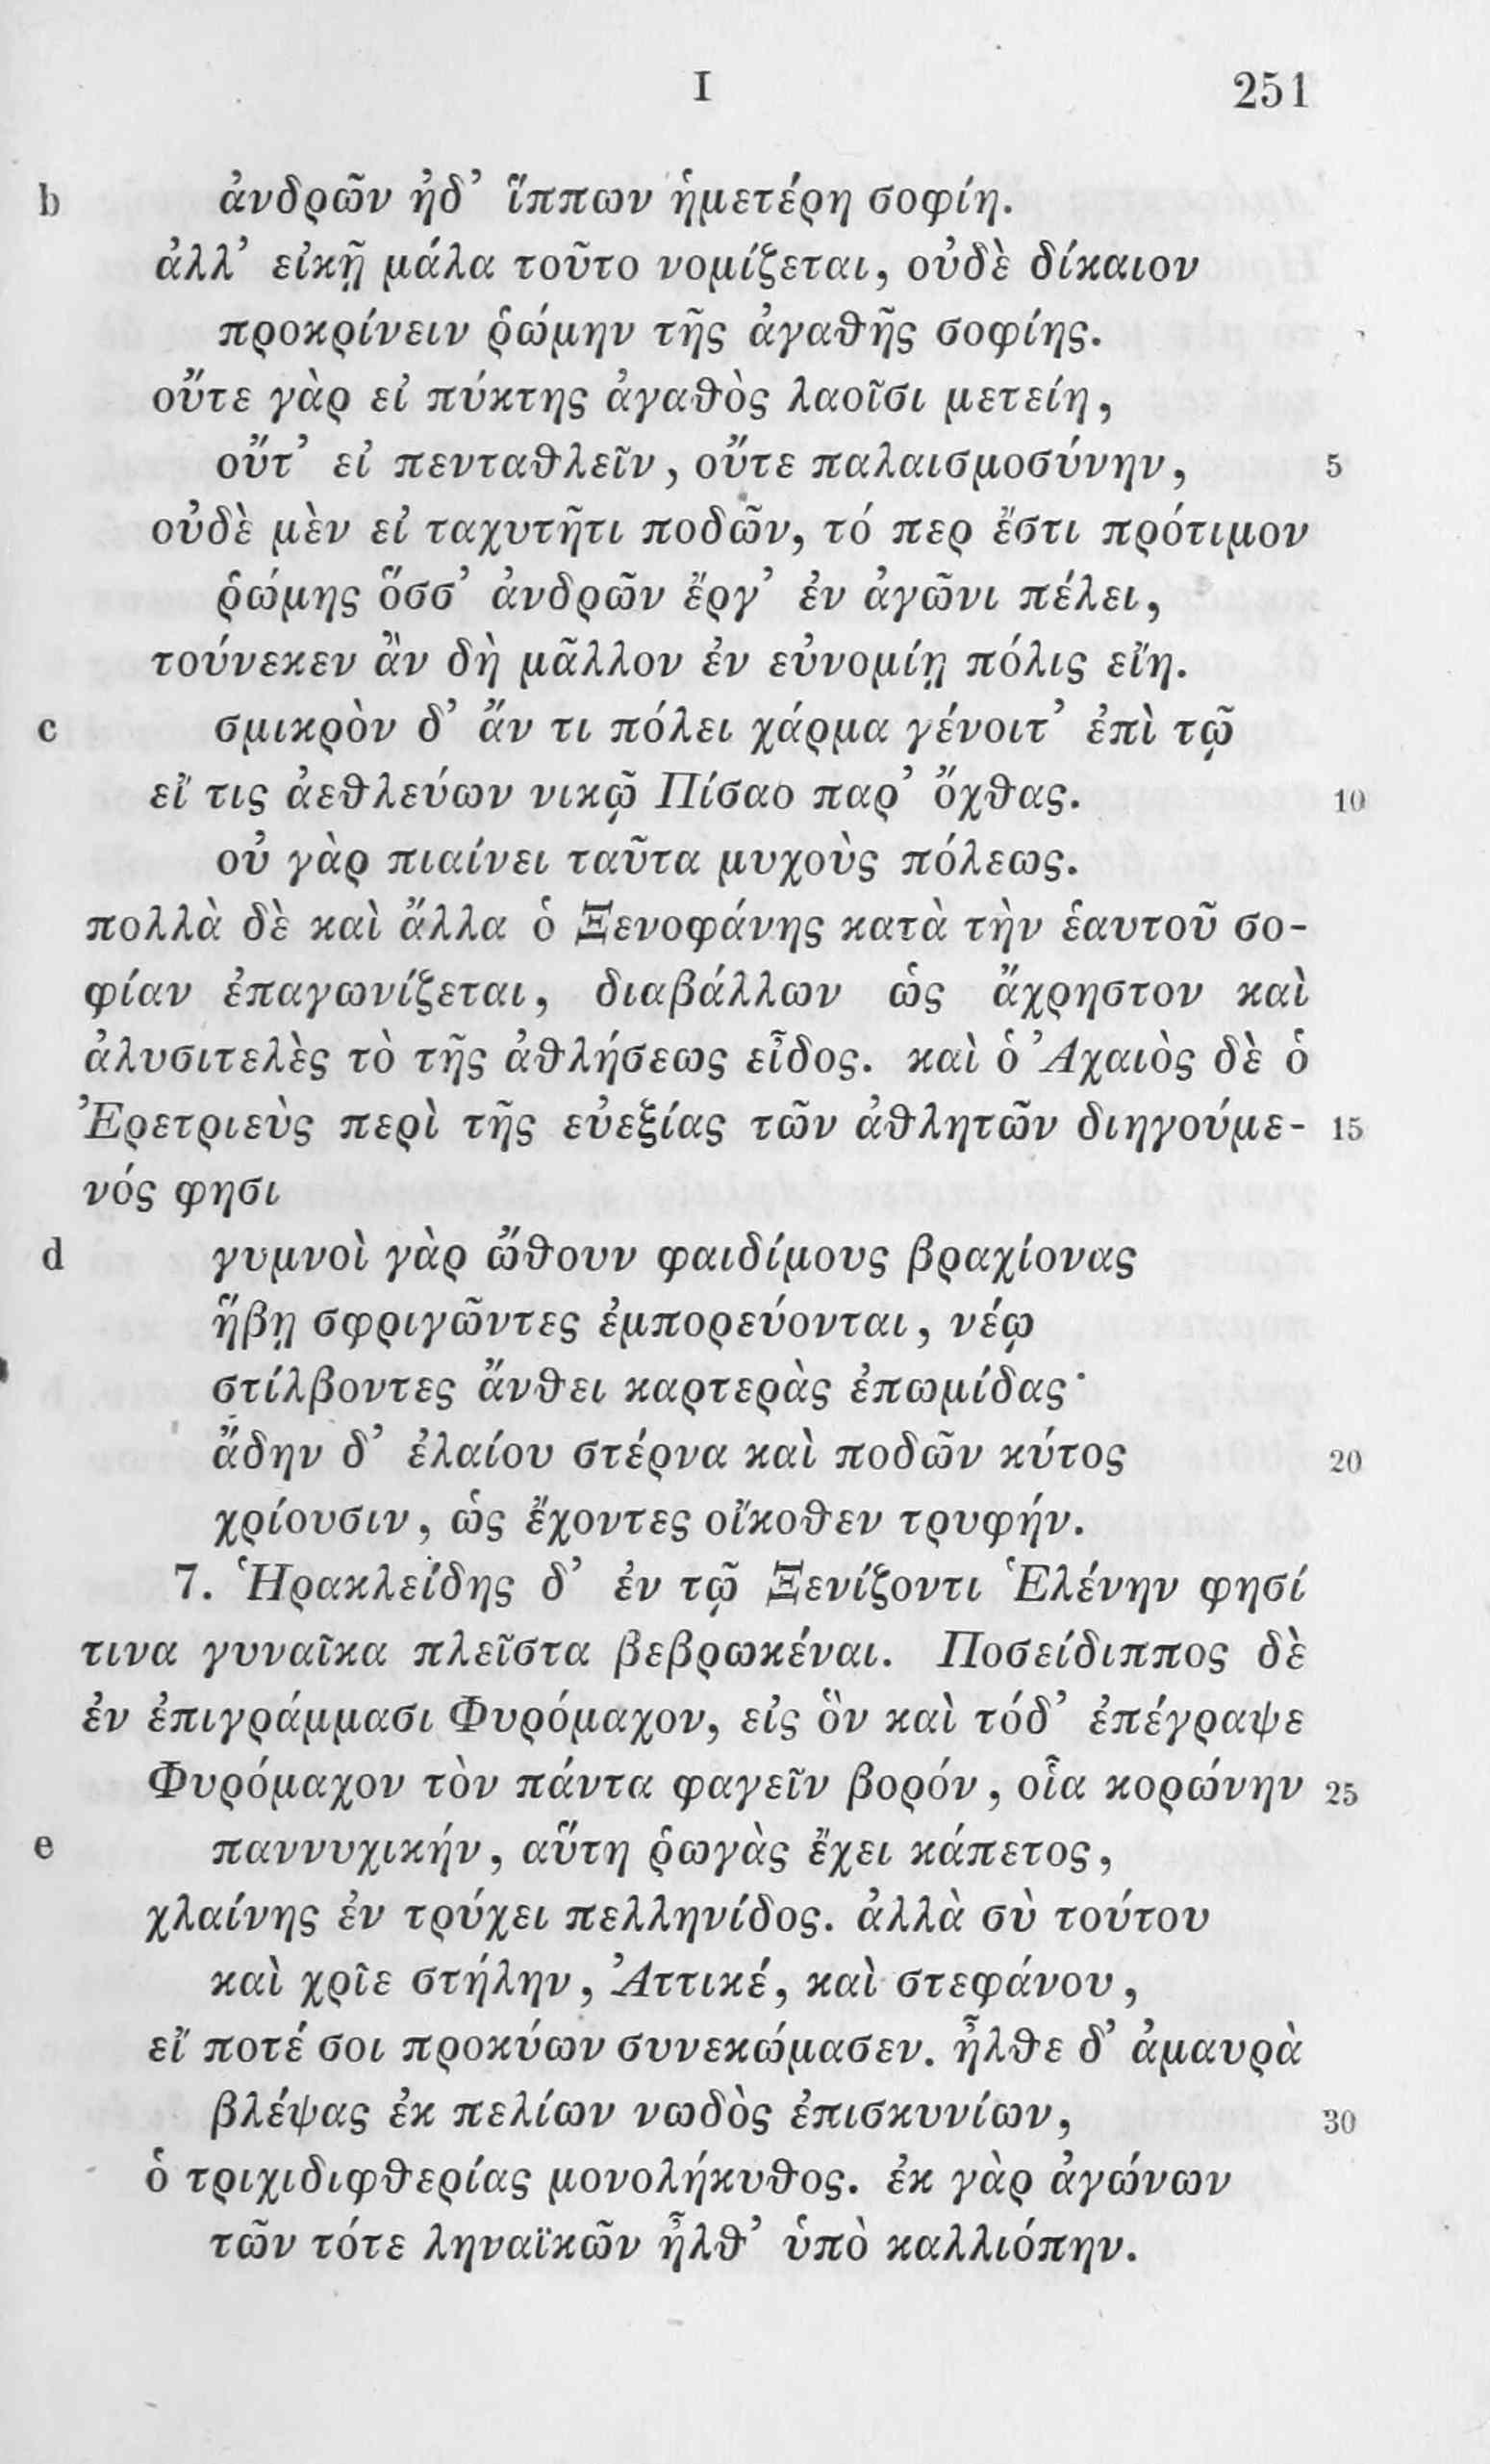 I 251
b ἀνδρῶν ἠδ’ ἵππων ἡμετέρη σοφίη.
ἀλλ’ εἰκῇ μάλα τοῦτο νομίζεται, οὐδὲ δίκαιον
προκρίνειν ῥώμην τῆς ἀγαθῆς σοφίης.
οὔτε γὰρ εἰ πύκτης ἀγαθὸς λαοῖσι μετείη,
οὔτ’ εἰ πενταθλεῖν, οὔτε παλαισμοσύνην, 5
οὐδὲ μὲν εἰ ταχυτῆτι ποδῶν, τό περ ἔστι πρότιμον
ῥώμης ὅσσ’ ἀνδρῶν ἔργ’ ἐν ἀγῶνι πέλει,
τούνεκεν ἂν δὴ μᾶλλον ἐν εὐνομίῃ πόλις εἴη.
c σμικρὸν δ’ ἄν τι πόλει χάρμα γένοιτ’ ἐπὶ τῷ
εἴ τις ἀεθλεύων νικῷ Πίσαο παρ’ ὄχθας. 10
οὐ γὰρ πιαίνει ταῦτα μυχοὺς πόλεως.
πολλὰ δὲ καὶ ἄλλα ὁ Ξενοφάνης κατὰ τὴν ἑαυτοῦ σο-
φίαν ἐπαγωνίζεται, διαβάλλων ὡς ἄχρηστον καὶ
ἀλυσιτελὲς τὸ τῆς ἀθλήσεως εἶδος. καὶ ὁ Ἀχαιὸς δὲ ὁ
Ἐρετριεὺς περὶ τῆς εὐεξίας τῶν ἀθλητῶν διηγούμε- 15
νός φησι
d γυμνοὶ γὰρ ὤθουν φαιδίμους βραχίονας
ἥβῃ σφριγῶντες ἐμπορεύονται, νέῳ
στίλβοντες ἄνθει καρτερὰς ἐπωμίδας·
ἄδην δ’ ἐλαίου στέρνα καὶ ποδῶν κύτος 20
χρίουσιν, ὡς ἔχοντες οἴκοθεν τρυφήν.
7. Ἡρακλείδης δ’ ἐν τῷ Ξενίζοντι Ἑλένην φησί
τινα γυναῖκα πλεῖστα βεβρωκέναι. Ποσείδιππος δὲ
ἐν ἐπιγράμμασι Φυρόμαχον, εἰς ὃν καὶ τόδ’ ἐπέγραψε
Φυρόμαχον τὸν πάντα φαγεῖν βορόν, οἷα κορώνην 25
e παννυχικήν, αὕτη ῥωγὰς ἔχει κάπετος,
χλαίνης ἐν τρύχει πελληνίδος. ἀλλὰ σὺ τούτου
καὶ χρῖε στήλην, Ἀττικέ, καὶ στεφάνου,
εἴ ποτέ σοι προκύων συνεκώμασεν. ἦλθε δ’ ἀμαυρὰ
βλέψας ἐκ πελίων νωδὸς ἐπισκυνίων, 30
ὁ τριχιδιφθερίας μονολήκυθος. ἐκ γὰρ ἀγώνων
τῶν τότε ληναϊκῶν ἦλθ’ ὑπὸ καλλιόπην.